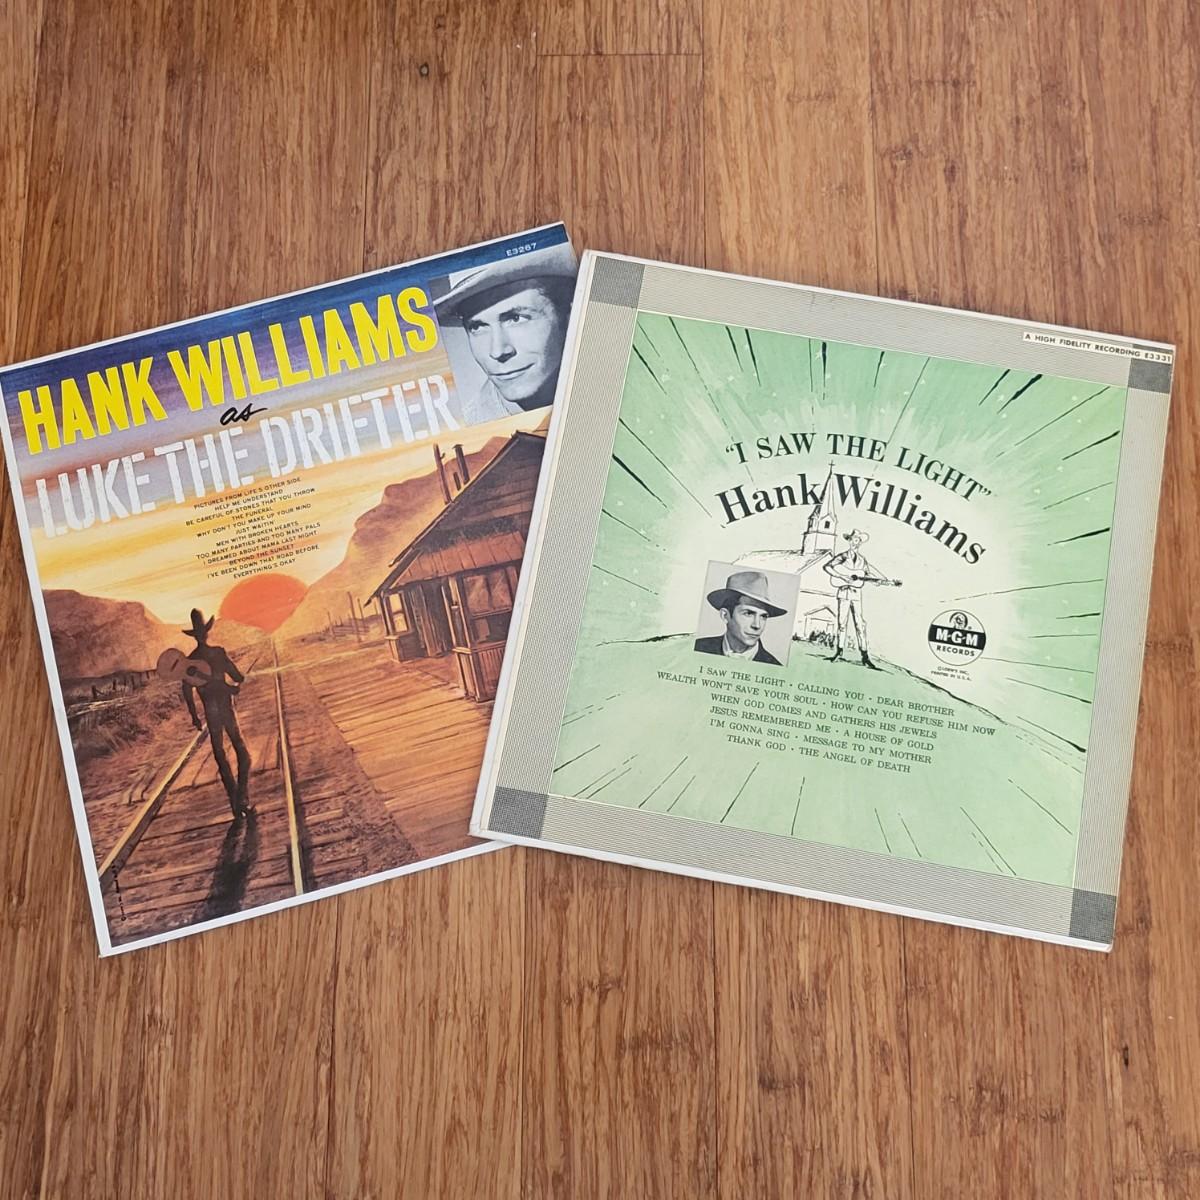 E3267
HANK WILLIAMS
as
LUKE THE DRIFTER
PICTURES FROM LIFE'S OTHER SIDE
HELP ME UNDERSTAND
BE CAREFUL OF STONES THAT YOU THROW
THE FUNERAL
WHY DON'T YOU MAKE UP YOUR MIND
JUST WAITIN'
MEN WITH BROKEN HEARTS
TOO MANY PARTIES AND TOO MANY PALS
I DREAMED ABOUT MAMA LAST NIGHT
BEYOND THE SUNSET
I'VE BEEN DOWN THAT ROAD BEFORE
EVERYTHING'S OKAY
A HIGH FIDELITY RECORDING E3331
"I SAW THE LIGHT"
Hank Williams
M-G-M
RECORDS
©LOEW'S INC.
PRINTED IN U.S.A.
I SAW THE LIGHT · CALLING YOU · DEAR BROTHER
WEALTH WON'T SAVE YOUR SOUL · HOW CAN YOU REFUSE HIM NOW
WHEN GOD COMES AND GATHERS HIS JEWELS
JESUS REMEMBERED ME · A HOUSE OF GOLD
I'M GONNA SING · MESSAGE TO MY MOTHER
THANK GOD · THE ANGEL OF DEATH